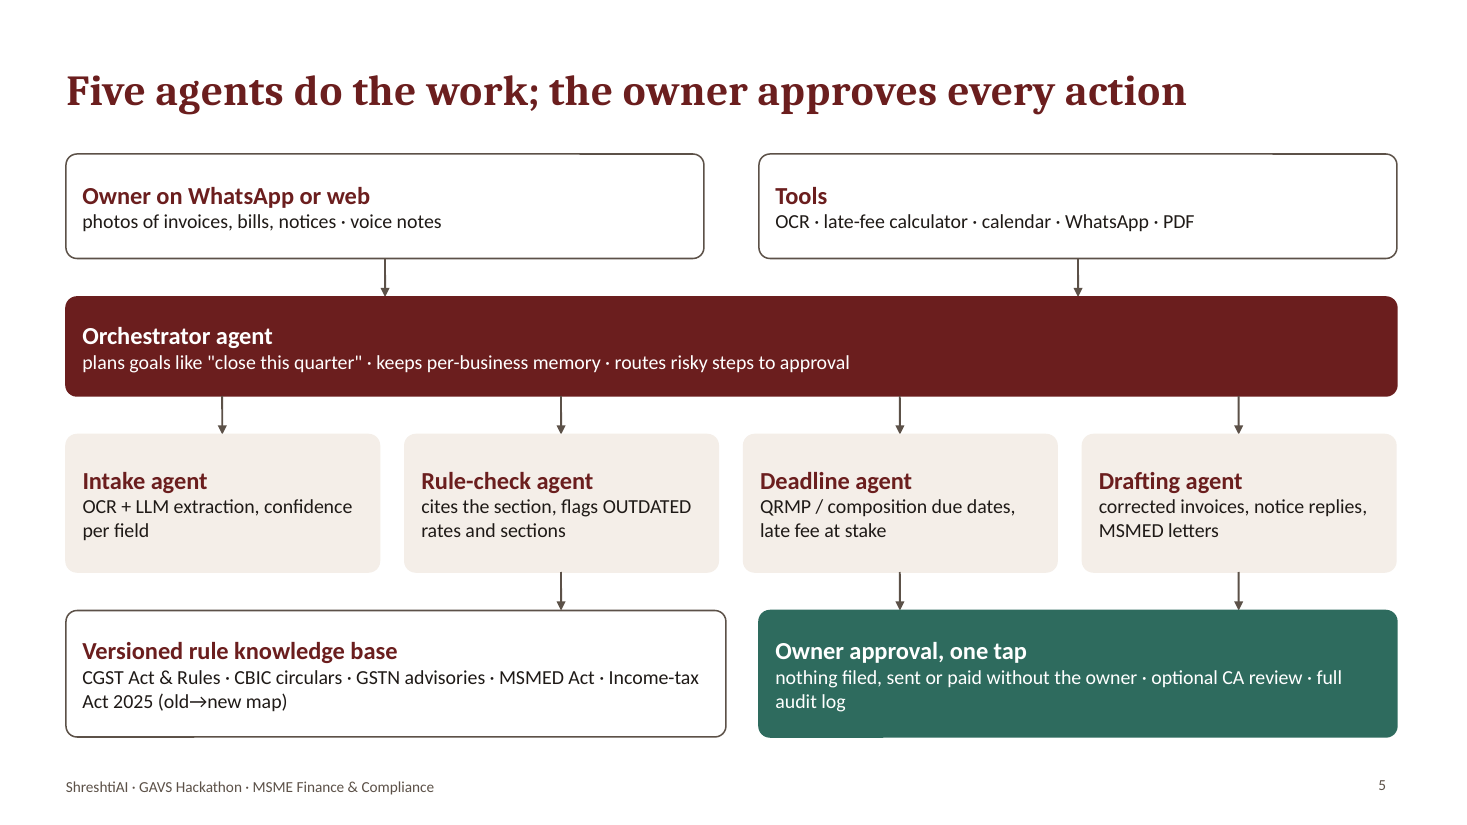 Five agents do the work; the owner approves every action
Owner on WhatsApp or web
photos of invoices, bills, notices · voice notes
Tools
OCR · late-fee calculator · calendar · WhatsApp · PDF
Orchestrator agent
plans goals like "close this quarter" · keeps per-business memory · routes risky steps to approval
Intake agent
OCR + LLM extraction, confidence
per field
Rule-check agent
cites the section, flags OUTDATED
rates and sections
Deadline agent
QRMP / composition due dates,
late fee at stake
Drafting agent
corrected invoices, notice replies,
MSMED letters
Versioned rule knowledge base
CGST Act & Rules · CBIC circulars · GSTN advisories · MSMED Act · Income-tax
Act 2025 (old→new map)
Owner approval, one tap
nothing filed, sent or paid without the owner · optional CA review · full
audit log
ShreshtiAI · GAVS Hackathon · MSME Finance & Compliance
5